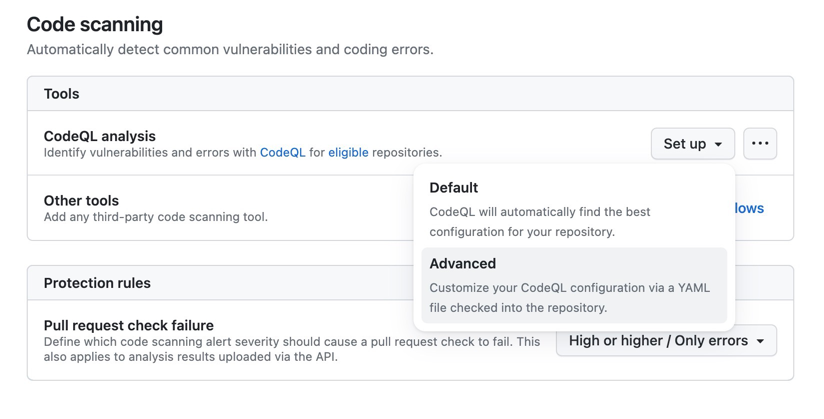 Code scanning
Automatically detect common vulnerabilities and coding errors.
Tools
CodeQL analysis
Identify vulnerabilities and errors with CodeQL for eligible repositories.
Set up
Other tools
Add any third-party code scanning tool.
Default
CodeQL will automatically find the best
configuration for your repository.
Advanced
Customize your CodeQL configuration via a YAML
file checked into the repository.
Protection rules
Pull request check failure
Define which code scanning alert severity should cause a pull request check to fail. This
also applies to analysis results uploaded via the API.
High or higher / Only errors